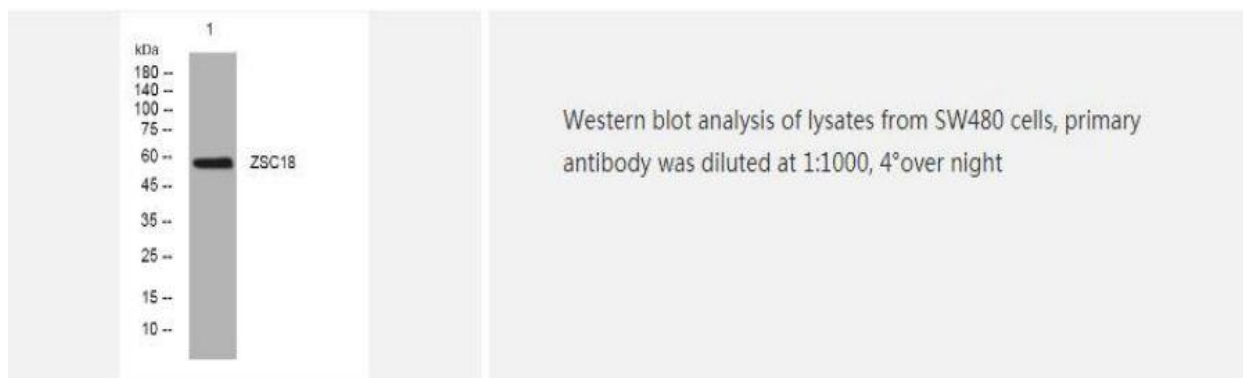 1
kDa
180 --
140 --
100 --
75 --
60 --
ZSC18
45 --
35 --
25 --
15 --
10 --
Western blot analysis of lysates from SW480 cells, primary
antibody was diluted at 1:1000, 4°over night